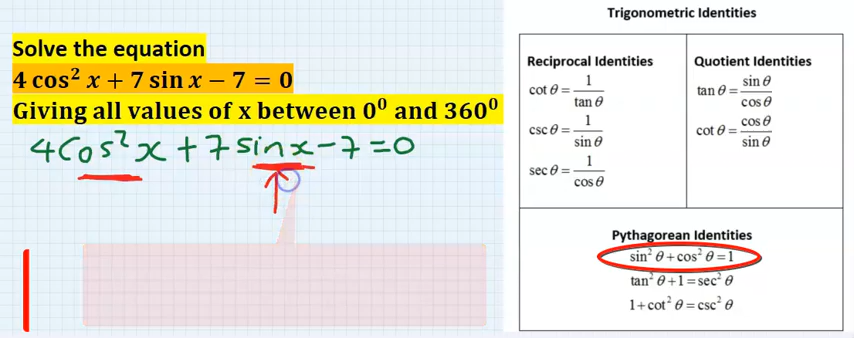 Solve the equation
𝟒 𝐜𝐨𝐬² 𝒙 + 𝟕 𝐬𝐢𝐧 𝒙 − 𝟕 = 𝟎
Giving all values of x between 0⁰ and 360⁰
4cos²x + 7sinx - 7 = 0
Trigonometric Identities
Reciprocal Identities
cot θ = 1/tan θ
csc θ = 1/sin θ
sec θ = 1/cos θ
Quotient Identities
tan θ = sin θ/cos θ
cot θ = cos θ/sin θ
Pythagorean Identities
sin² θ + cos² θ = 1
tan² θ + 1 = sec² θ
1 + cot² θ = csc² θ